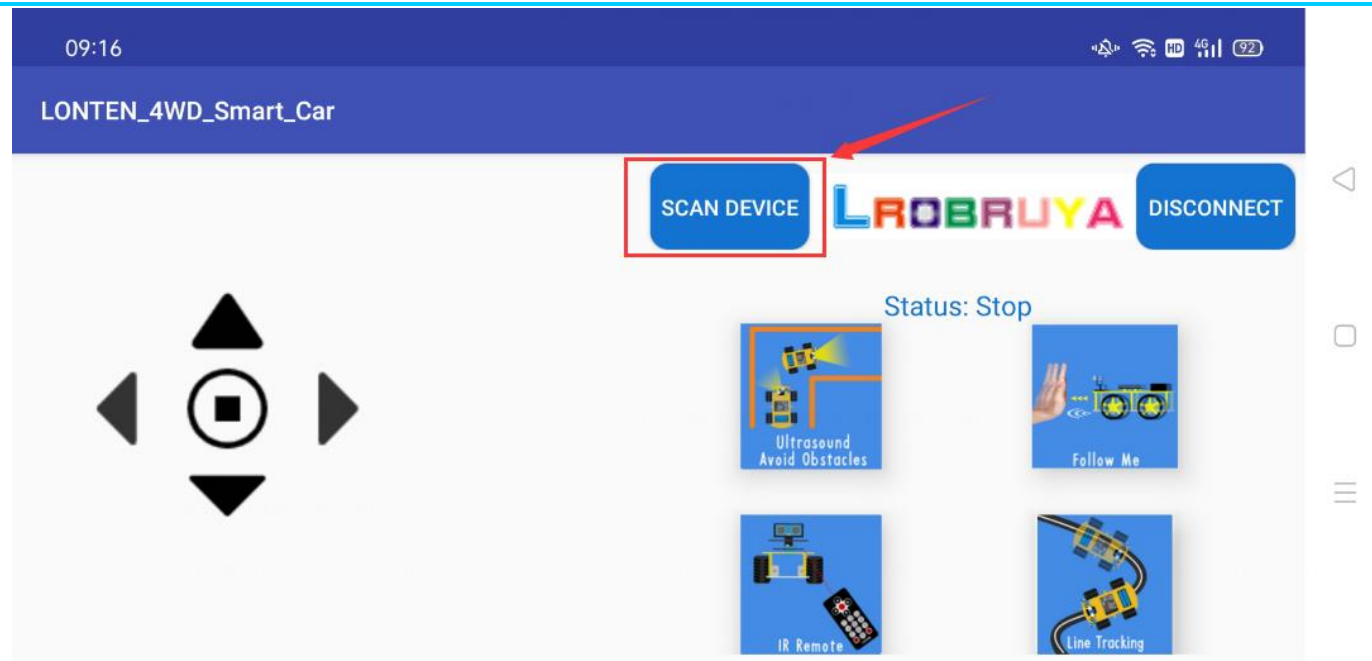 09:16
HD 4G 92
LONTEN_4WD_Smart_Car
SCAN DEVICE
LROBRUYA
DISCONNECT
Status: Stop
Ultrasound
Avoid Obstacles
Follow Me
IR Remote
Line Tracking